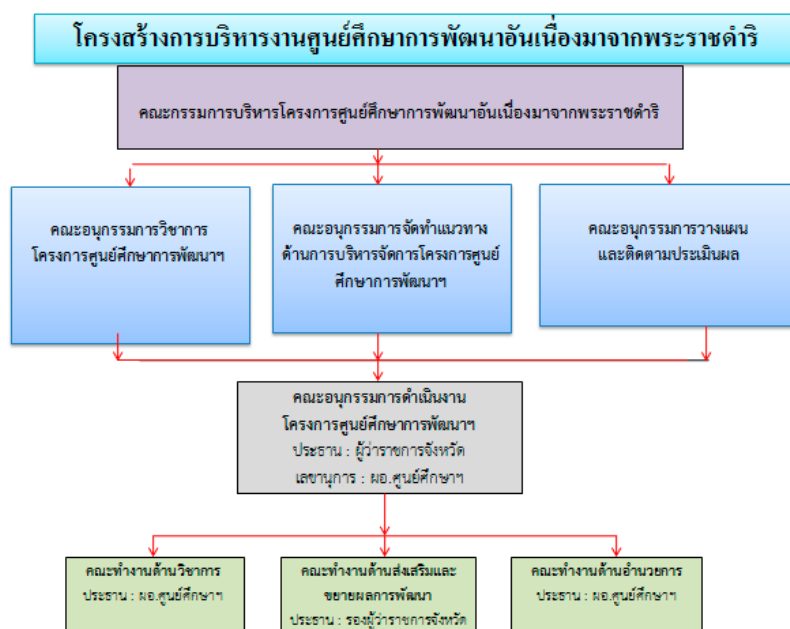 โครงสร้างการบริหารงานศูนย์ศึกษาการพัฒนาอันเนื่องมาจากพระราชดำริ
คณะกรรมการบริหารโครงการศูนย์ศึกษาการพัฒนาอันเนื่องมาจากพระราชดำริ
คณะอนุกรรมการวิชาการ
โครงการศูนย์ศึกษาการพัฒนาฯ
คณะอนุกรรมการจัดทำแนวทาง
ด้านการบริหารจัดการโครงการศูนย์
ศึกษาการพัฒนาฯ
คณะอนุกรรมการวางแผน
และติดตามประเมินผล
คณะอนุกรรมการดำเนินงาน
โครงการศูนย์ศึกษาการพัฒนาฯ
ประธาน : ผู้ว่าราชการจังหวัด
เลขานุการ : ผอ.ศูนย์ศึกษาฯ
คณะทำงานด้านวิชาการ
ประธาน : ผอ.ศูนย์ศึกษาฯ
คณะทำงานด้านส่งเสริมและ
ขยายผลการพัฒนา
ประธาน : รองผู้ว่าราชการจังหวัด
คณะทำงานด้านอำนวยการ
ประธาน : ผอ.ศูนย์ศึกษาฯ